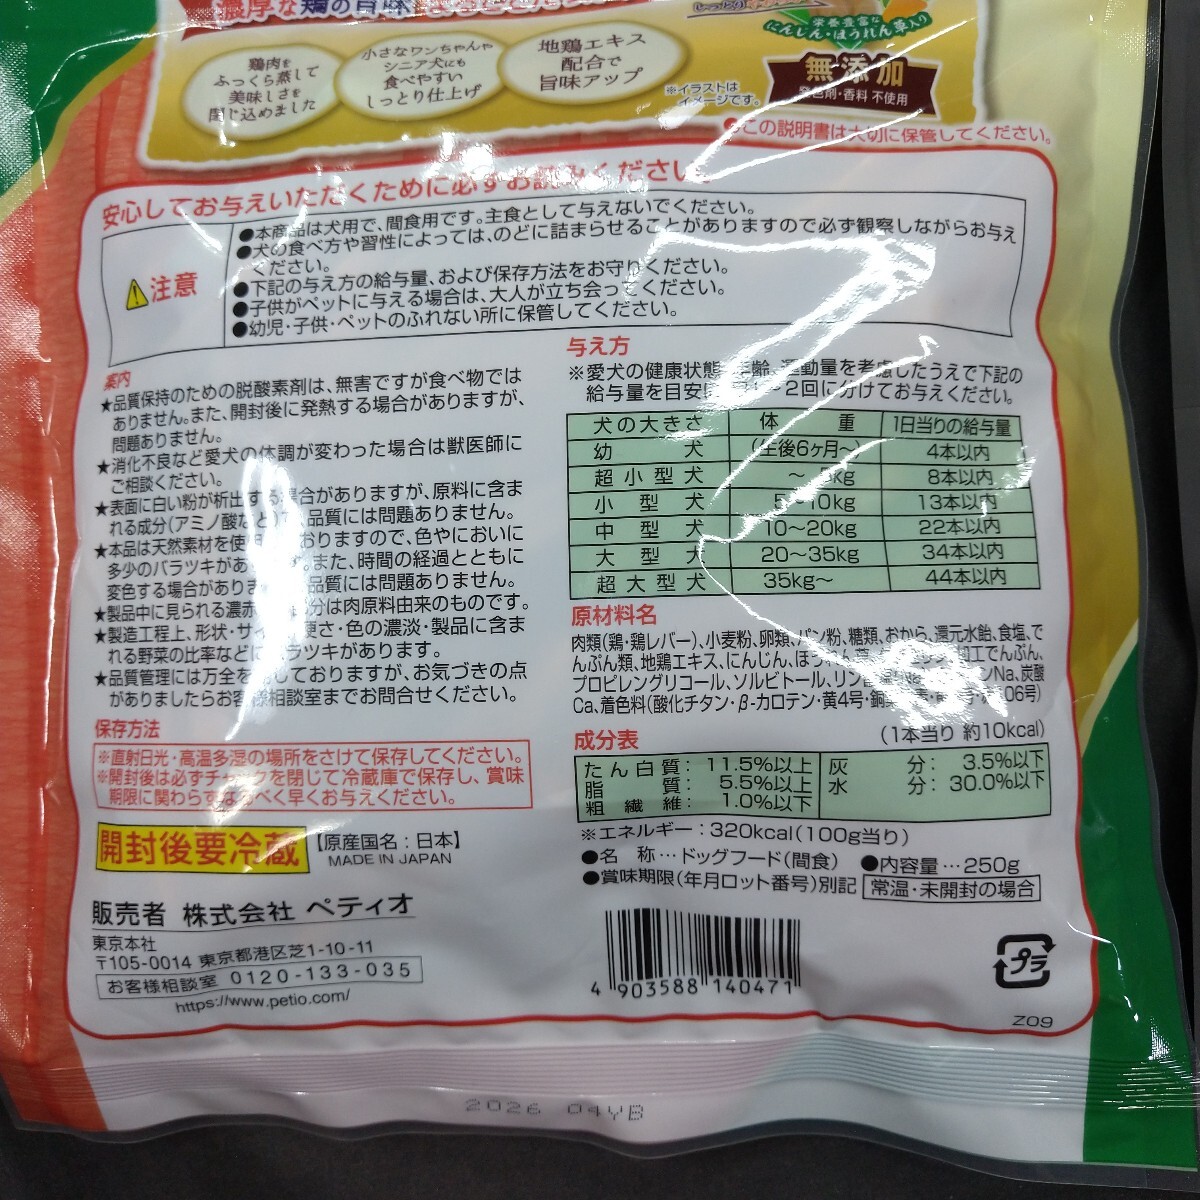 濃厚な鶏の旨味
鶏肉を
ふっくら蒸して
美味しさを
閉じ込めました
小さなワンちゃんや
シニア犬にも
食べやすい
しっとり仕上げ
地鶏エキス
配合で
旨味アップ
栄養豊富な
にんじん・ほうれん草入り
無添加
発色剤・香料 不使用
※イラストは
イメージです。
●この説明書は大切に保管してください。
安心してお与えいただくために必ずお読みください。
注意
●本商品は犬用で、間食用です。主食として与えないでください。
●犬の食べ方や習性によっては、のどに詰まらせることがありますので必ず観察しながらお与え
ください。
●下記の与え方の給与量、および保存方法をお守りください。
●子供がペットに与える場合は、大人が立ち会ってください。
●幼児・子供・ペットのふれない所に保管してください。
案内
★品質保持のための脱酸素剤は、無害ですが食べ物では
ありません。また、開封後に発熱する場合がありますが、
問題ありません。
★消化不良など愛犬の体調が変わった場合は獣医師に
ご相談ください。
★表面に白い粉が析出する場合がありますが、原料に含ま
れる成分(アミノ酸など)で、品質には問題ありません。
★本品は天然素材を使用しておりますので、色やにおいに
多少のバラツキがあります。また、時間の経過とともに
変色する場合がありますが、品質には問題ありません。
★製品中に見られる濃赤 分は肉原料由来のものです。
★製造工程上、形状・サイズ・硬さ・色の濃淡・製品に含ま
れる野菜の比率などにバラツキがあります。
★品質管理には万全を期しておりますが、お気づきの点
がありましたらお客様相談室までお問合せください。
保存方法
※直射日光・高温多湿の場所をさけて保存してください。
※開封後は必ずチャックを閉じて冷蔵庫で保存し、賞味
期限に関わらずなるべく早くお与えください。
開封後要冷蔵
【原産国名:日本】
MADE IN JAPAN
販売者 株式会社 ペティオ
東京本社
〒105-0014 東京都港区芝1-10-11
お客様相談室 0120-133-035
https://www.petio.com/
与え方
※愛犬の健康状態、年齢、運動量を考慮したうえで下記の
給与量を目安に 2回に分けてお与えください。
犬の大きさ 体重 1日当りの給与量
幼犬 (生後6ヶ月〜) 4本以内
超小型犬 〜 kg 8本以内
小型犬 5〜10kg 13本以内
中型犬 10〜20kg 22本以内
大型犬 20〜35kg 34本以内
超大型犬 35kg〜 44本以内
原材料名
肉類(鶏・鶏レバー)、小麦粉、卵類、パン粉、糖類、おから、還元水飴、食塩、で
んぷん類、地鶏エキス、にんじん、ほうれん草、 加工でんぷん、
プロピレングリコール、ソルビトール、リン酸 Na、炭酸
Ca、着色料(酸化チタン・β-カロテン・黄4号・ 106号)
成分表
(1本当り 約10kcal)
たん白質: 11.5%以上 灰分: 3.5%以下
脂質: 5.5%以上 水分: 30.0%以下
粗繊維: 1.0%以下
※エネルギー:320kcal(100g当り)
●名 称…ドッグフード(間食) ●内容量…250g
●賞味期限(年月ロット番号)別記 常温・未開封の場合
4 903588 140471
プラ
Z09
2026 04YB